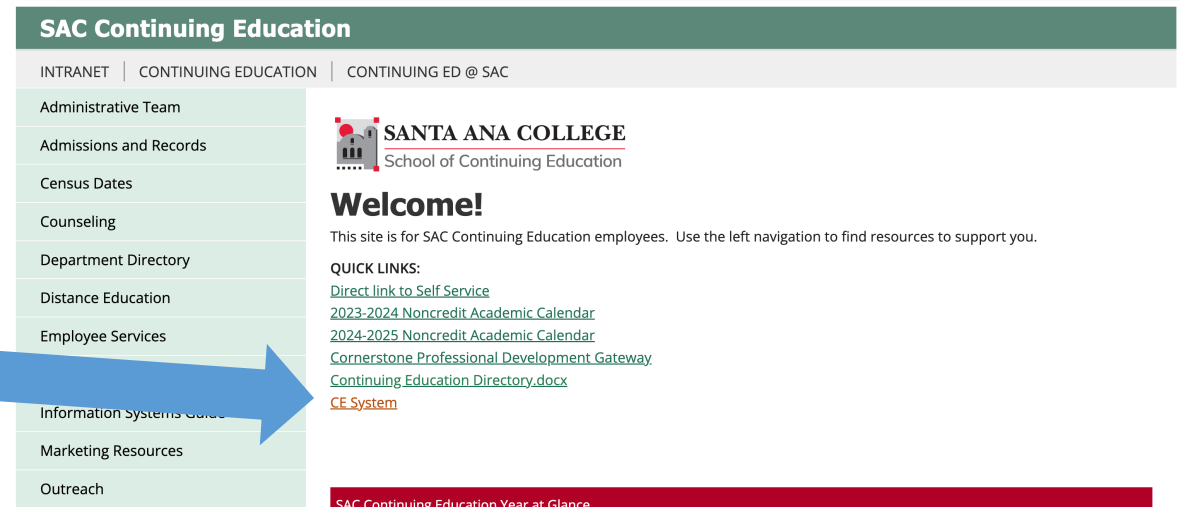 SAC Continuing Education
INTRANET CONTINUING EDUCATION CONTINUING ED @ SAC
Administrative Team
Admissions and Records
Census Dates
Counseling
Department Directory
Distance Education
Employee Services
Information Systems Guide
Marketing Resources
Outreach
SANTA ANA COLLEGE
School of Continuing Education
Welcome!
This site is for SAC Continuing Education employees. Use the left navigation to find resources to support you.
QUICK LINKS:
Direct link to Self Service
2023-2024 Noncredit Academic Calendar
2024-2025 Noncredit Academic Calendar
Cornerstone Professional Development Gateway
Continuing Education Directory.docx
CE System
SAC Continuing Education Year at Glance